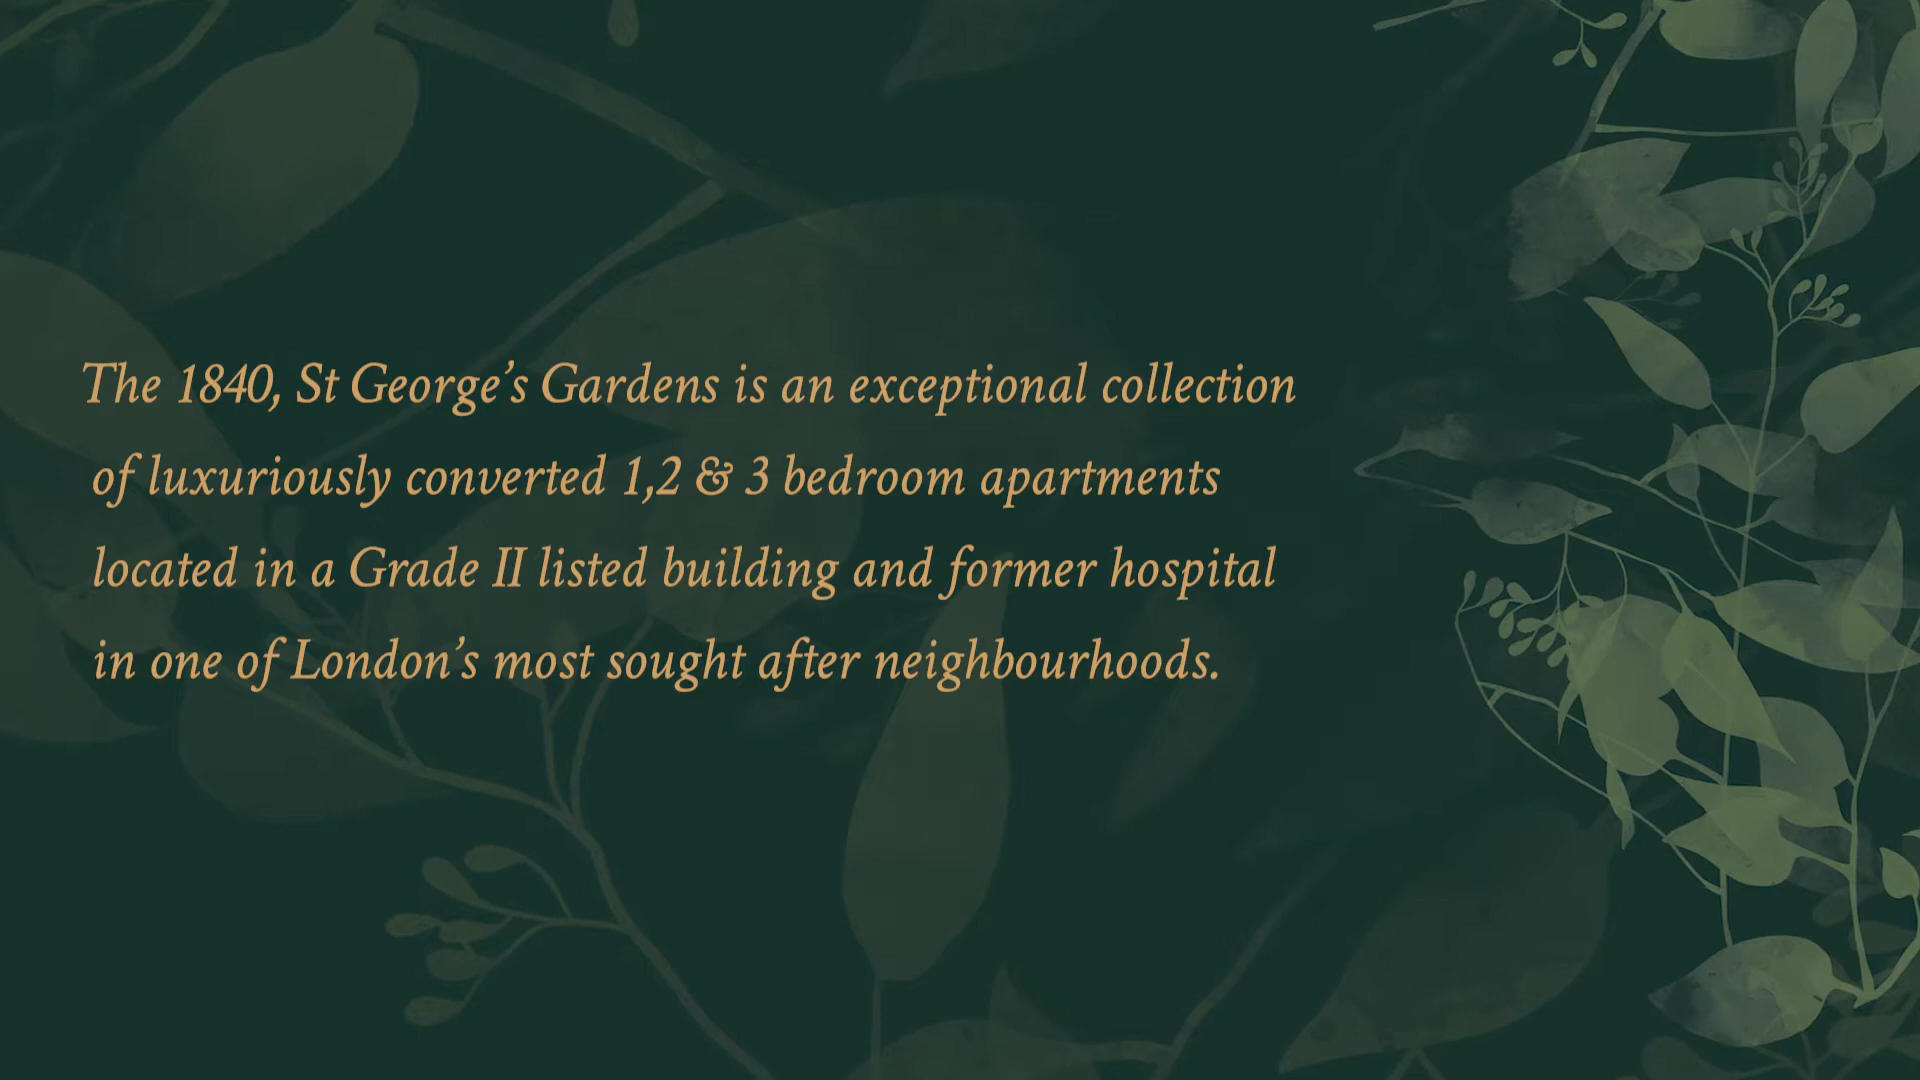 The 1840, St George’s Gardens is an exceptional collection
of luxuriously converted 1,2 & 3 bedroom apartments
located in a Grade II listed building and former hospital
in one of London’s most sought after neighbourhoods.